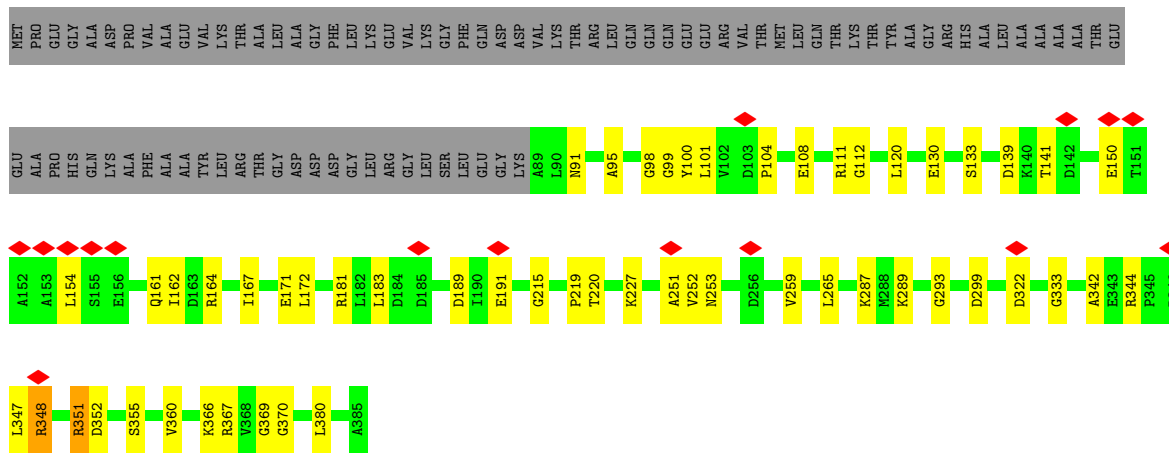 MET PRO GLU GLY ALA ASP PRO VAL ALA GLU VAL LYS THR ALA LEU ALA GLY PHE LEU LYS GLU VAL LYS GLY PHE GLN ASP ASP VAL LYS THR ARG LEU GLN GLN GLN GLU GLU ARG VAL THR MET LEU GLN THR LYS THR TYR ALA GLY ARG HIS ALA LEU ALA ALA ALA ALA THR GLU
GLU ALA PRO HIS GLN LYS ALA PHE ALA ALA TYR LEU ARG THR GLY ASP ASP ASP GLY LEU ARG GLY LEU SER LEU GLU GLY LYS A89 L90 N91 A95 G98 G99 Y100 L101 V102 D103 P104 E108 R111 G112 L120 E130 S133 D139 K140 T141 D142 E150 T151
A152 A153 L154 S155 E156 Q161 I162 D163 R164 I167 E171 L172 R181 L182 L183 D184 D185 D189 I190 E191 G215 P219 T220 K227 A251 V252 N253 D256 V259 L265 K287 M288 K289 G293 D299 D322 G333 A342 E343 R344 P345
L347 R348 R351 D352 S355 V360 K366 R367 V368 G369 G370 L380 A385